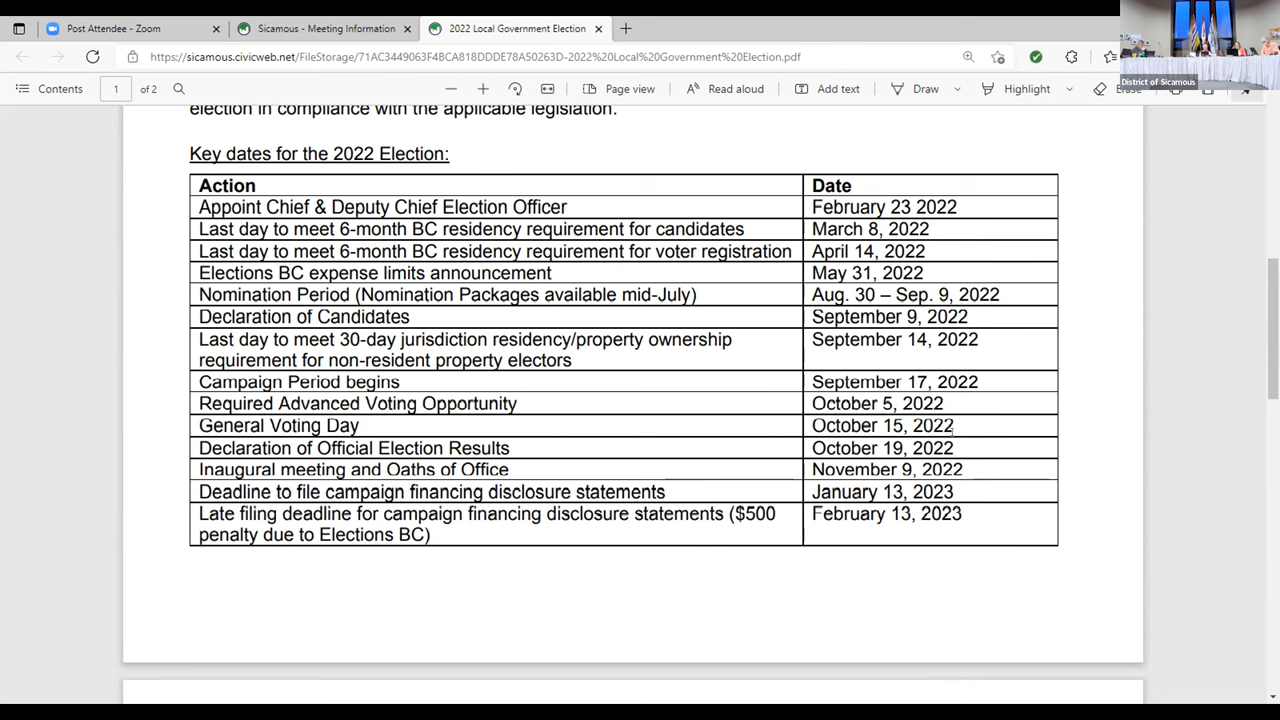 Post Attendee - Zoom
Sicamous - Meeting Information
2022 Local Government Election
https://sicamous.civicweb.net/FileStorage/71AC3449065F4BCA818DDDDE78A50263D-2022%20Local%20Government%20Election.pdf
District of Sicamous
Contents 1 of 2 Page view Read aloud Add text Draw Highlight Erase
election in compliance with the applicable legislation.
Key dates for the 2022 Election:
Action Date
Appoint Chief & Deputy Chief Election Officer February 23 2022
Last day to meet 6-month BC residency requirement for candidates March 8, 2022
Last day to meet 6-month BC residency requirement for voter registration April 14, 2022
Elections BC expense limits announcement May 31, 2022
Nomination Period (Nomination Packages available mid-July) Aug. 30 – Sep. 9, 2022
Declaration of Candidates September 9, 2022
Last day to meet 30-day jurisdiction residency/property ownership September 14, 2022
requirement for non-resident property electors
Campaign Period begins September 17, 2022
Required Advanced Voting Opportunity October 5, 2022
General Voting Day October 15, 2022
Declaration of Official Election Results October 19, 2022
Inaugural meeting and Oaths of Office November 9, 2022
Deadline to file campaign financing disclosure statements January 13, 2023
Late filing deadline for campaign financing disclosure statements ($500 February 13, 2023
penalty due to Elections BC)